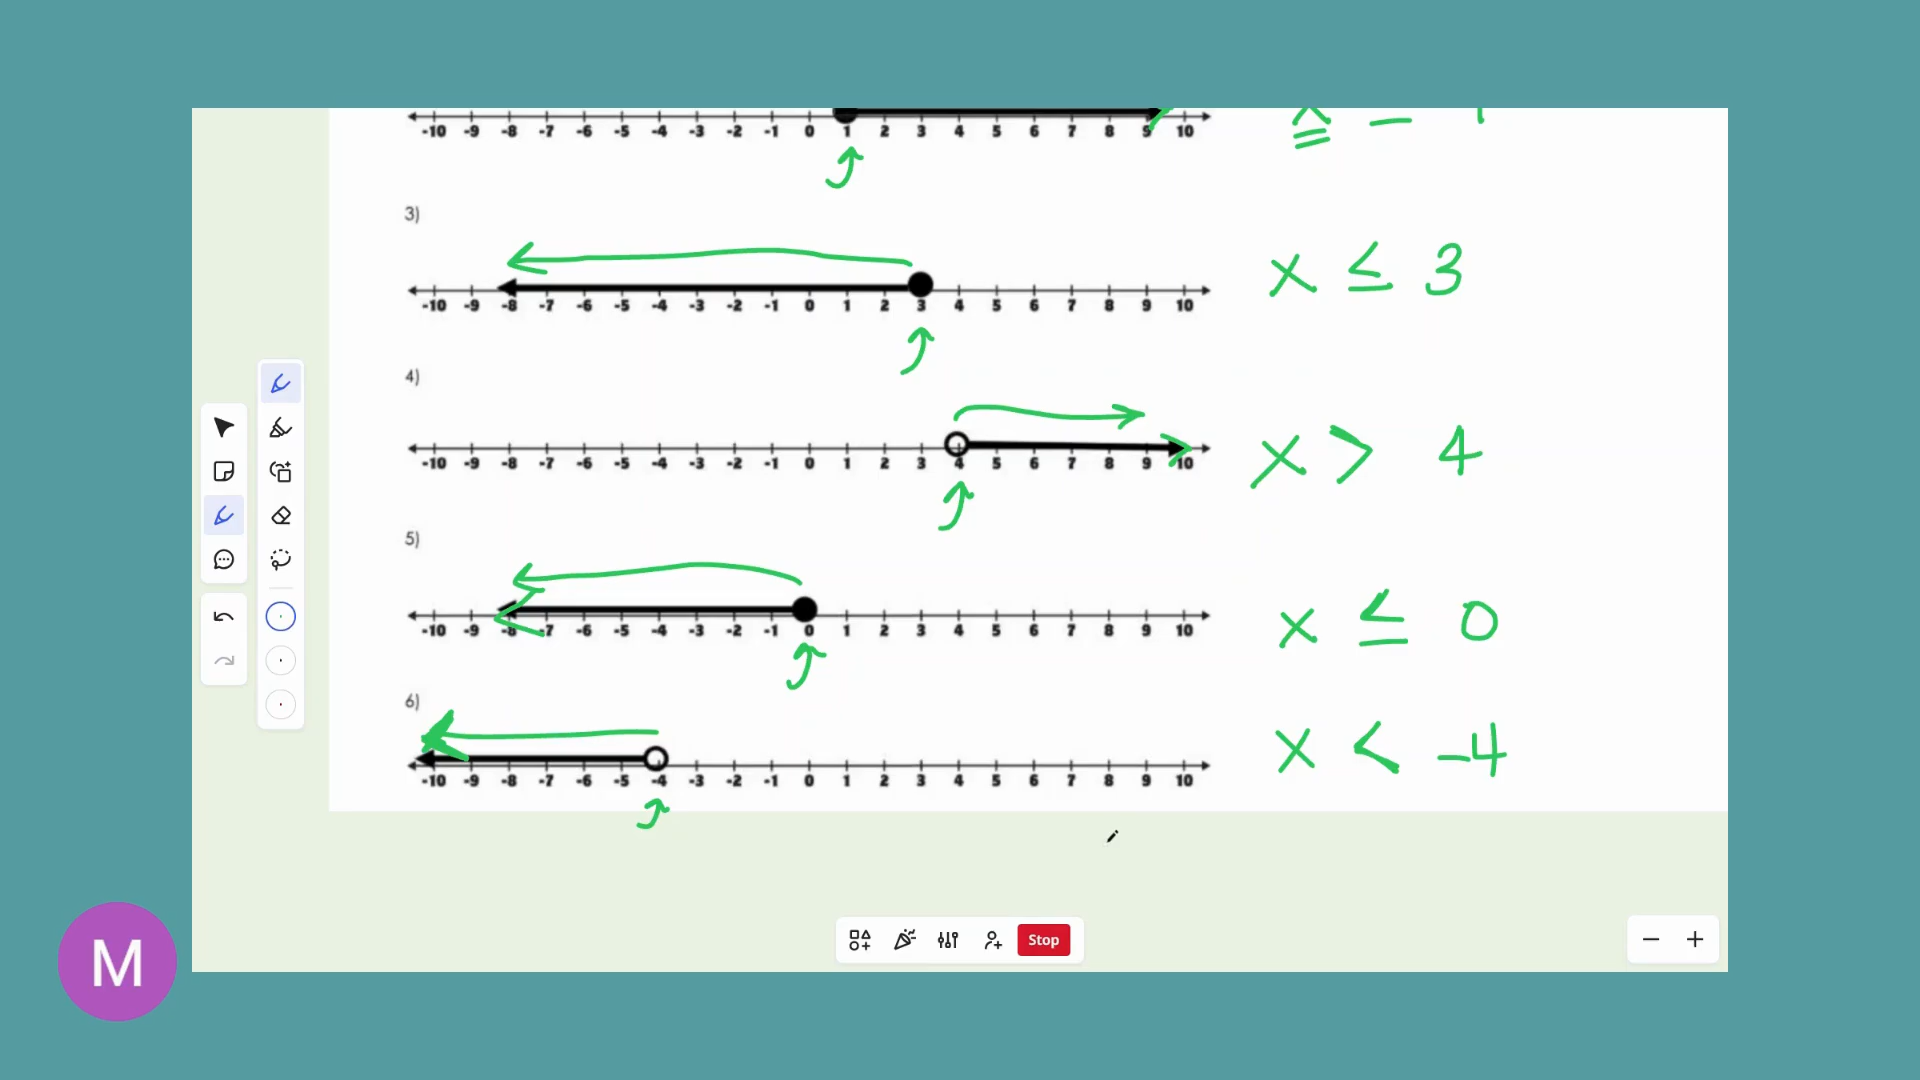 -10 -9 -8 -7 -6 -5 -4 -3 -2 -1 0 1 2 3 4 5 6 7 8 9 10
3)
x ≤ 3
-10 -9 -8 -7 -6 -5 -4 -3 -2 -1 0 1 2 3 4 5 6 7 8 9 10
4)
x > 4
-10 -9 -8 -7 -6 -5 -4 -3 -2 -1 0 1 2 3 4 5 6 7 8 9 10
5)
x ≤ 0
-10 -9 -8 -7 -6 -5 -4 -3 -2 -1 0 1 2 3 4 5 6 7 8 9 10
6)
x < -4
-10 -9 -8 -7 -6 -5 -4 -3 -2 -1 0 1 2 3 4 5 6 7 8 9 10
Stop
M